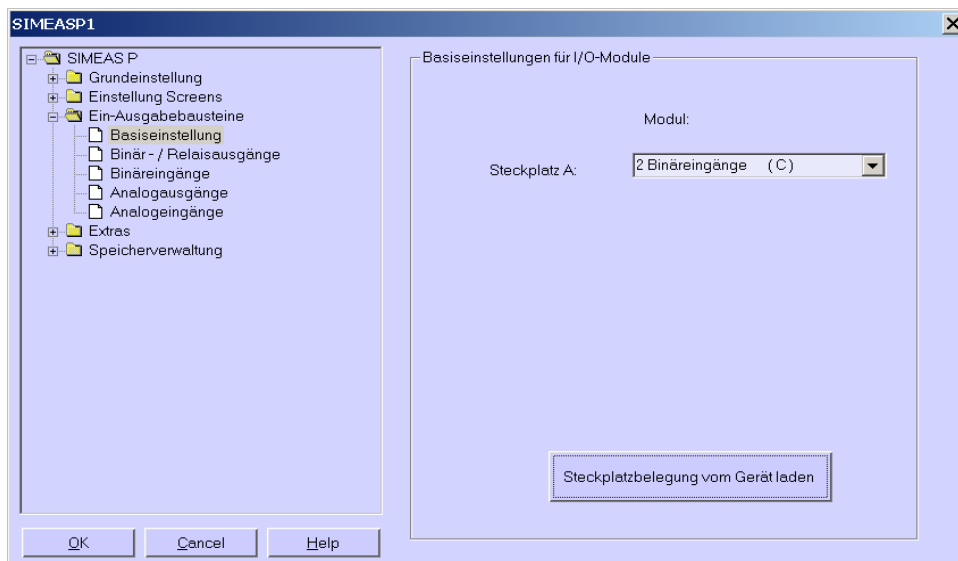 SIMEASP1
SIMEAS P
Grundeinstellung
Einstellung Screens
Ein-Ausgabebausteine
Basiseinstellung
Binär- / Relaisausgänge
Binäreingänge
Analogausgänge
Analogeingänge
Extras
Speicherverwaltung
Basiseinstellungen für I/O-Module
Modul:
Steckplatz A: 2 Binäreingänge (C)
Steckplatzbelegung vom Gerät laden
OK Cancel Help